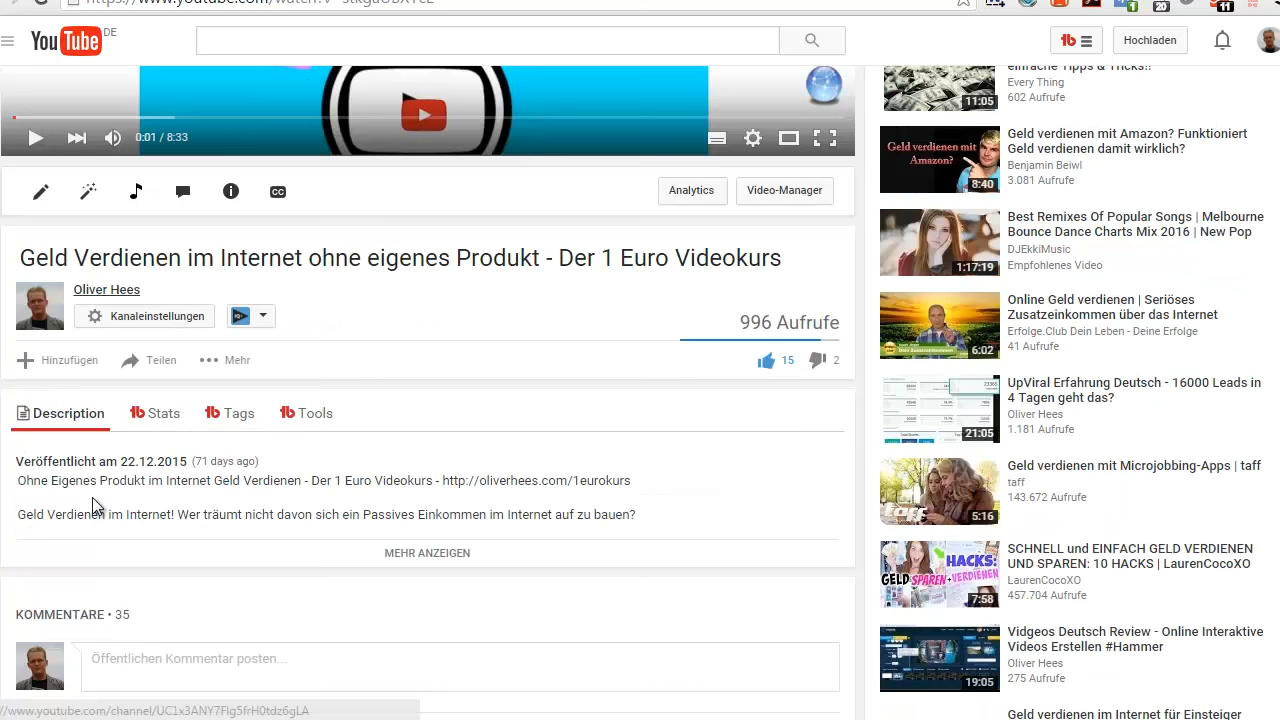 YouTube DE
Hochladen
0:01 / 8:33
Analytics
Video-Manager
Geld Verdienen im Internet ohne eigenes Produkt - Der 1 Euro Videokurs
Oliver Hees
Kanaleinstellungen
996 Aufrufe
Hinzufügen
Teilen
Mehr
15
2
Description
Stats
Tags
Tools
Veröffentlicht am 22.12.2015 (71 days ago)
Ohne Eigenes Produkt im Internet Geld Verdienen - Der 1 Euro Videokurs - http://oliverhees.com/1eurokurs
Geld Verdienen im Internet! Wer träumt nicht davon sich ein Passives Einkommen im Internet auf zu bauen?
MEHR ANZEIGEN
KOMMENTARE • 35
Öffentlichen Kommentar posten...
einfache Tipps & Tricks!!
Every Thing
602 Aufrufe
11:05
Geld verdienen mit Amazon? Funktioniert
Geld verdienen damit wirklich?
Benjamin Beiwl
3.081 Aufrufe
Geld verdienen mit
Amazon?
8:40
Best Remixes Of Popular Songs | Melbourne
Bounce Dance Charts Mix 2016 | New Pop
DJEkkiMusic
Empfohlenes Video
1:17:19
Online Geld verdienen | Seriöses
Zusatzeinkommen über das Internet
Erfolge.Club Dein Leben - Deine Erfolge
41 Aufrufe
6:02
UpViral Erfahrung Deutsch - 16000 Leads in
4 Tagen geht das?
Oliver Hees
1.181 Aufrufe
21:05
Geld verdienen mit Microjobbing-Apps | taff
taff
143.672 Aufrufe
taff
5:16
SCHNELL und EINFACH GELD VERDIENEN
UND SPAREN: 10 HACKS | LaurenCocoXO
LaurenCocoXO
457.704 Aufrufe
HACKS:
GELD SPAREN + VERDIENEN
7:58
Vidgeos Deutsch Review - Online Interaktive
Videos Erstellen #Hammer
Oliver Hees
275 Aufrufe
19:05
Geld verdienen im Internet für Einsteiger